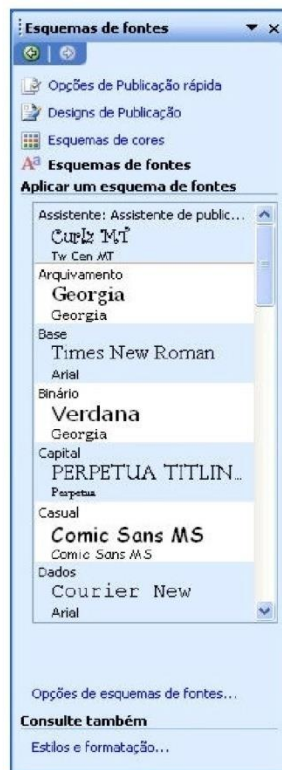 Esquemas de fontes
Opções de Publicação rápida
Designs de Publicação
Esquemas de cores
Esquemas de fontes
Aplicar um esquema de fontes
Assistente: Assistente de public...
Curlz MT
Tw Cen MT
Arquivamento
Georgia
Georgia
Base
Times New Roman
Arial
Binário
Verdana
Georgia
Capital
PERPETUA TITLIN...
Perpetua
Casual
Comic Sans MS
Comic Sans MS
Dados
Courier New
Arial
Opções de esquemas de fontes...
Consulte também
Estilos e formatação...